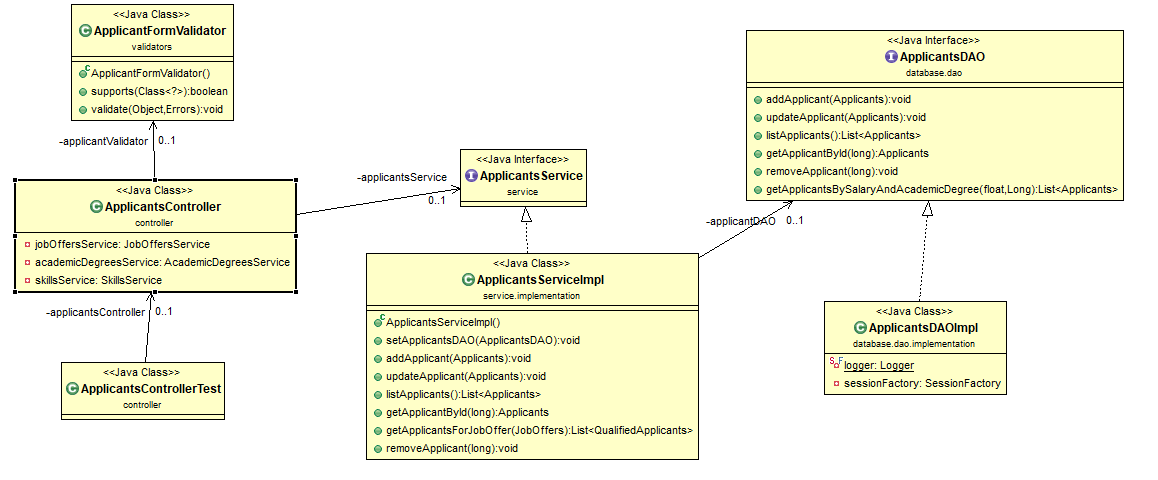 <<Java Class>>
ApplicantFormValidator
validators
ApplicantFormValidator()
supports(Class<?>):boolean
validate(Object,Errors):void
-applicantValidator
0..1
<<Java Class>>
ApplicantsController
controller
jobOffersService: JobOffersService
academicDegreesService: AcademicDegreesService
skillsService: SkillsService
-applicantsController
0..1
<<Java Class>>
ApplicantsControllerTest
controller
-applicantsService
0..1
<<Java Interface>>
ApplicantsService
service
<<Java Class>>
ApplicantsServiceImpl
service.implementation
ApplicantsServiceImpl()
setApplicantsDAO(ApplicantsDAO):void
addApplicant(Applicants):void
updateApplicant(Applicants):void
listApplicants():List<Applicants>
getApplicantById(long):Applicants
getApplicantsForJobOffer(JobOffers):List<QualifiedApplicants>
removeApplicant(long):void
-applicantDAO
0..1
<<Java Interface>>
ApplicantsDAO
database.dao
addApplicant(Applicants):void
updateApplicant(Applicants):void
listApplicants():List<Applicants>
getApplicantById(long):Applicants
removeApplicant(long):void
getApplicantsBySalaryAndAcademicDegree(float,Long):List<Applicants>
<<Java Class>>
ApplicantsDAOImpl
database.dao.implementation
logger: Logger
sessionFactory: SessionFactory